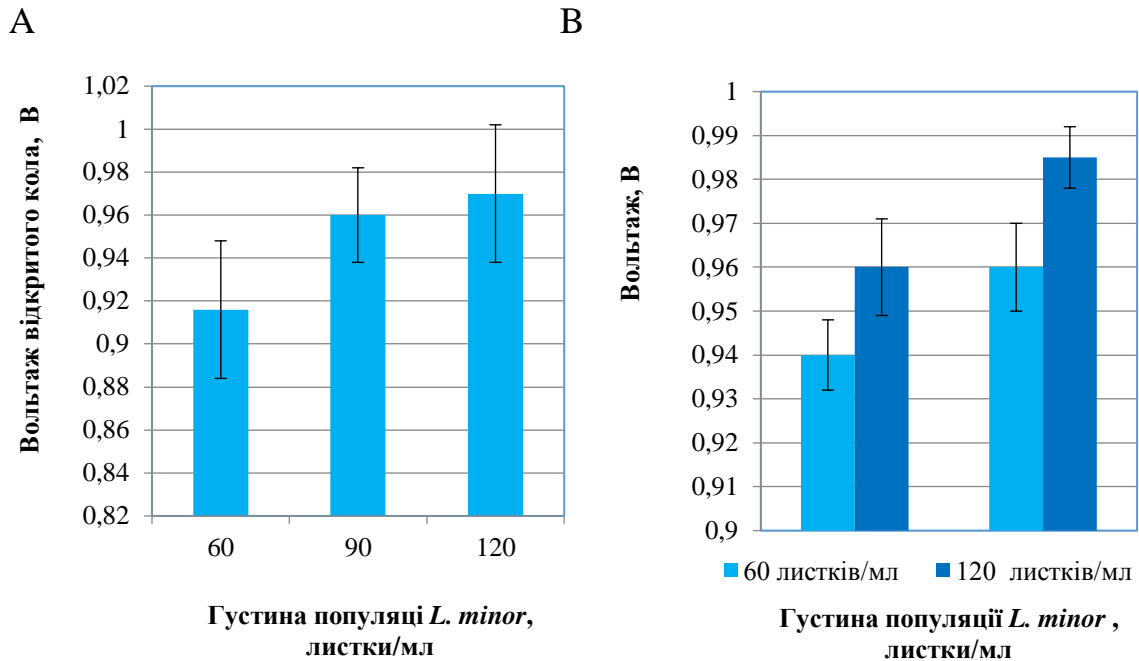 А
В
Вольтаж відкритого кола, В
1,02
1
0,98
0,96
0,94
0,92
0,9
0,88
0,86
0,84
0,82
60
90
120
Густина популяці L. minor,
листки/мл
Вольтаж, В
1
0,99
0,98
0,97
0,96
0,95
0,94
0,93
0,92
0,91
0,9
60 листків/мл
120 листків/мл
Густина популяції L. minor ,
листки/мл